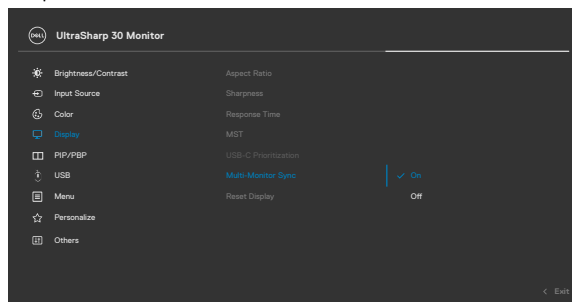 DELL UltraSharp 30 Monitor
Brightness/Contrast Aspect Ratio
Input Source Sharpness
Color Response Time
Display MST
PIP/PBP USB-C Prioritization
USB Multi-Monitor Sync ✓ On
Menu Reset Display Off
Personalize
Others
< Exit